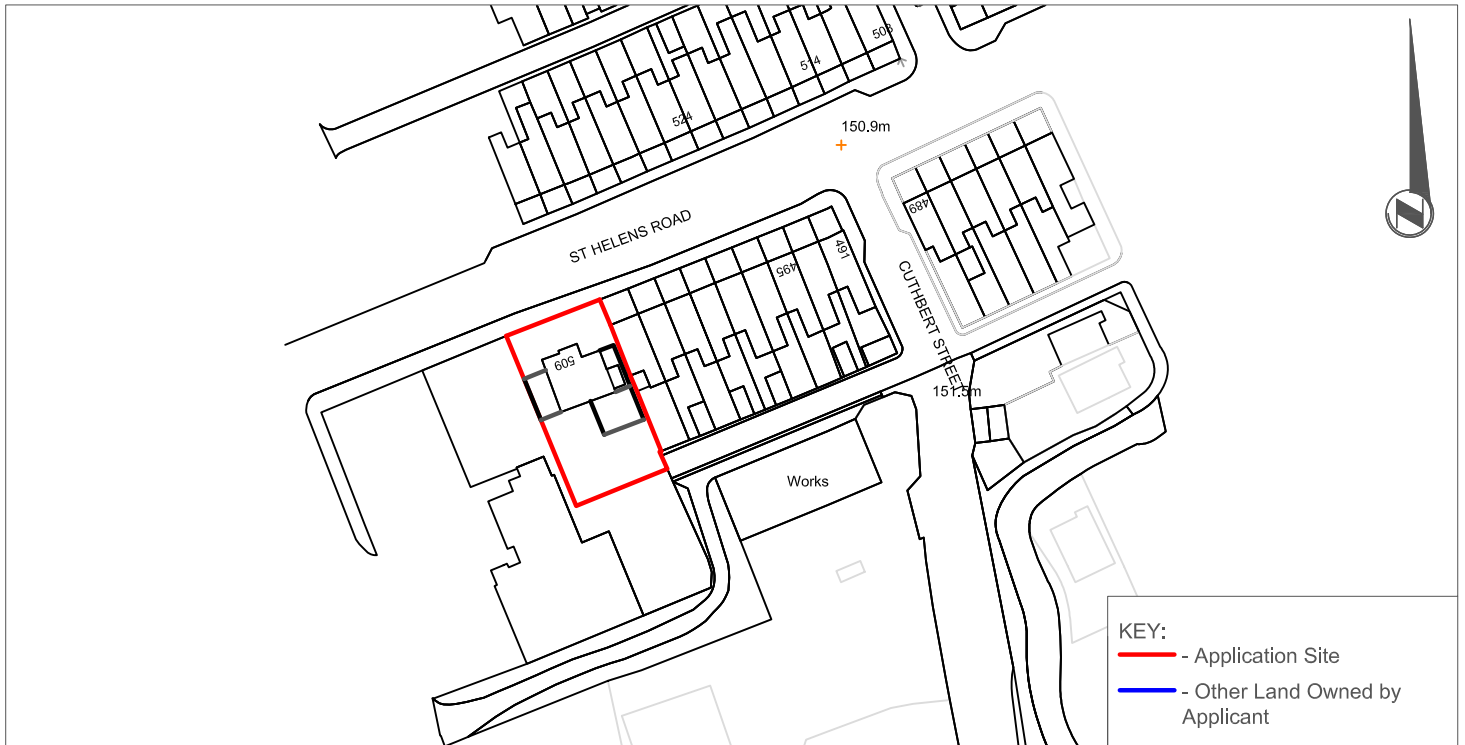 508
514
524
150.9m
489
ST HELENS ROAD
491
495
CUTHBERT STREET
509
151.5m
Works
N
KEY:
- Application Site
- Other Land Owned by
Applicant